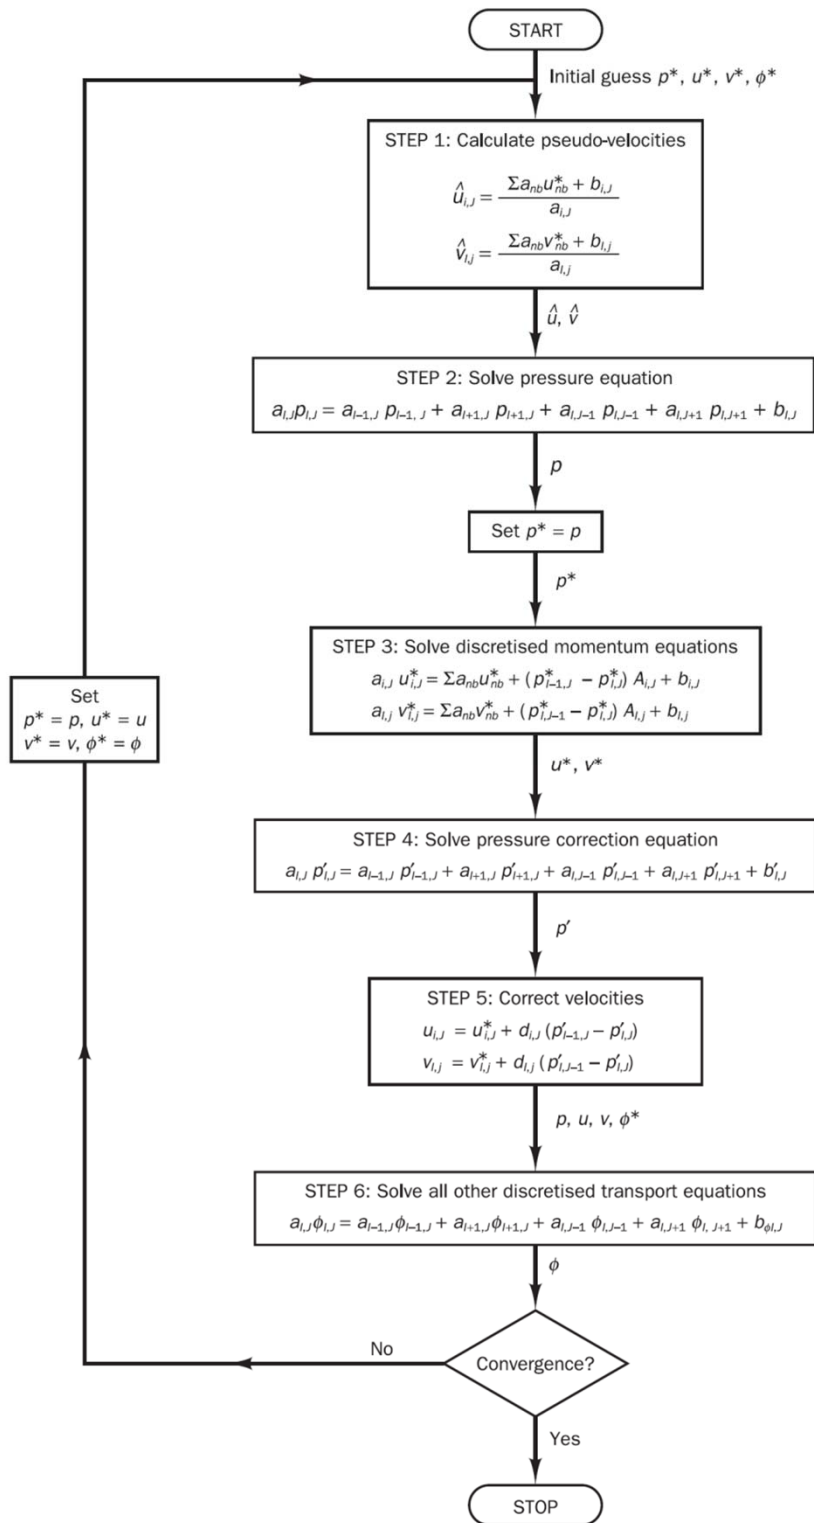 START
Initial guess p*, u*, v*, ϕ*
STEP 1: Calculate pseudo-velocities
û_{i,J} = (Σa_{nb}u*_{nb} + b_{i,J}) / a_{i,J}
v̂_{I,j} = (Σa_{nb}v*_{nb} + b_{I,j}) / a_{I,j}
û, v̂
STEP 2: Solve pressure equation
a_{I,J}p_{I,J} = a_{I–1,J} p_{I–1, J} + a_{I+1,J} p_{I+1,J} + a_{I,J–1} p_{I,J–1} + a_{I,J+1} p_{I,J+1} + b_{I,J}
p
Set p* = p
p*
STEP 3: Solve discretised momentum equations
a_{i,J} u*_{i,J} = Σa_{nb}u*_{nb} + (p*_{I–1,J} – p*_{I,J}) A_{i,J} + b_{i,J}
a_{I,j} v*_{I,j} = Σa_{nb}v*_{nb} + (p*_{I,J–1} – p*_{I,J}) A_{I,j} + b_{I,j}
u*, v*
Set
p* = p, u* = u
v* = v, ϕ* = ϕ
STEP 4: Solve pressure correction equation
a_{I,J} p′_{I,J} = a_{I–1,J} p′_{I–1,J} + a_{I+1,J} p′_{I+1,J} + a_{I,J–1} p′_{I,J–1} + a_{I,J+1} p′_{I,J+1} + b′_{I,J}
p′
STEP 5: Correct velocities
u_{i,J} = u*_{i,J} + d_{i,J} (p′_{I–1,J} – p′_{I,J})
v_{I,j} = v*_{I,j} + d_{I,j} (p′_{I,J–1} – p′_{I,J})
p, u, v, ϕ*
STEP 6: Solve all other discretised transport equations
a_{I,J}ϕ_{I,J} = a_{I–1,J}ϕ_{I–1,J} + a_{I+1,J}ϕ_{I+1,J} + a_{I,J–1} ϕ_{I,J–1} + a_{I,J+1} ϕ_{I, J+1} + b_{ϕI,J}
ϕ
No
Convergence?
Yes
STOP